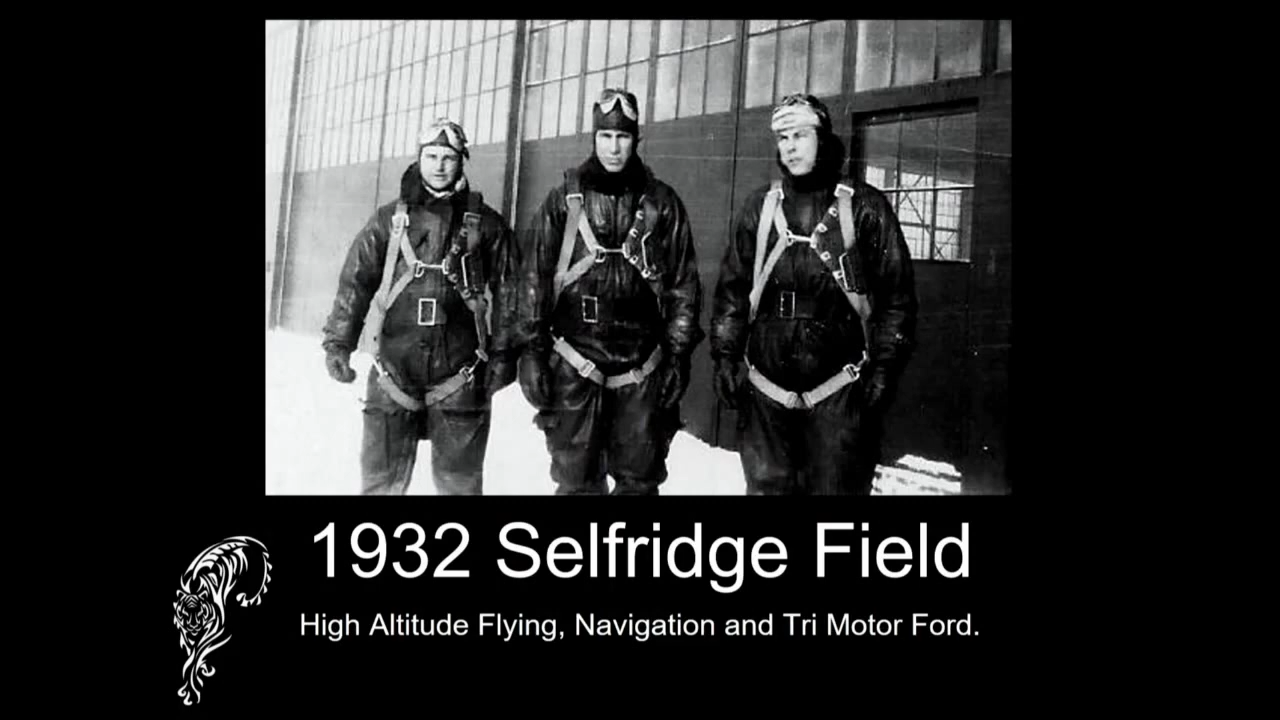 1932 Selfridge Field
High Altitude Flying, Navigation and Tri Motor Ford.